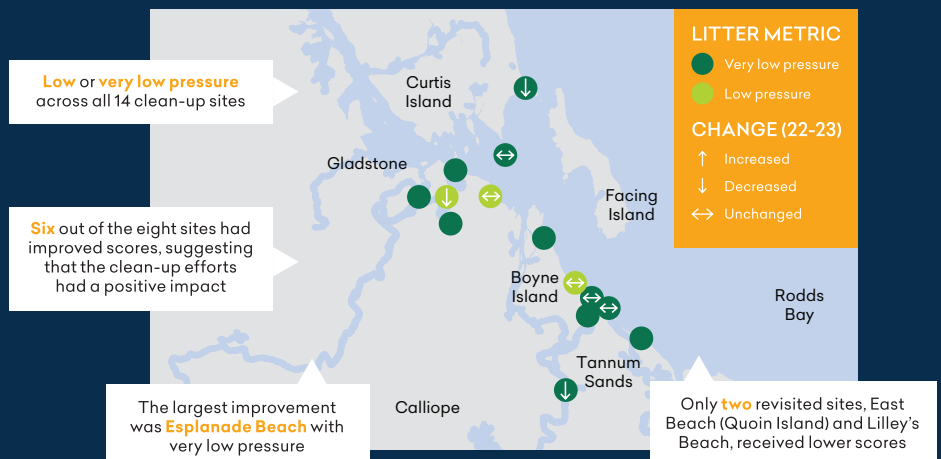 LITTER METRIC
Very low pressure
Low pressure
CHANGE (22-23)
↑ Increased
↓ Decreased
↔ Unchanged
Low or very low pressure
across all 14 clean-up sites
Curtis
Island
Gladstone
Facing
Island
Six out of the eight sites had
improved scores, suggesting
that the clean-up efforts
had a positive impact
Boyne
Island
Rodds
Bay
Tannum
Sands
Calliope
The largest improvement
was Esplanade Beach with
very low pressure
Only two revisited sites, East
Beach (Quoin Island) and Lilley's
Beach, received lower scores